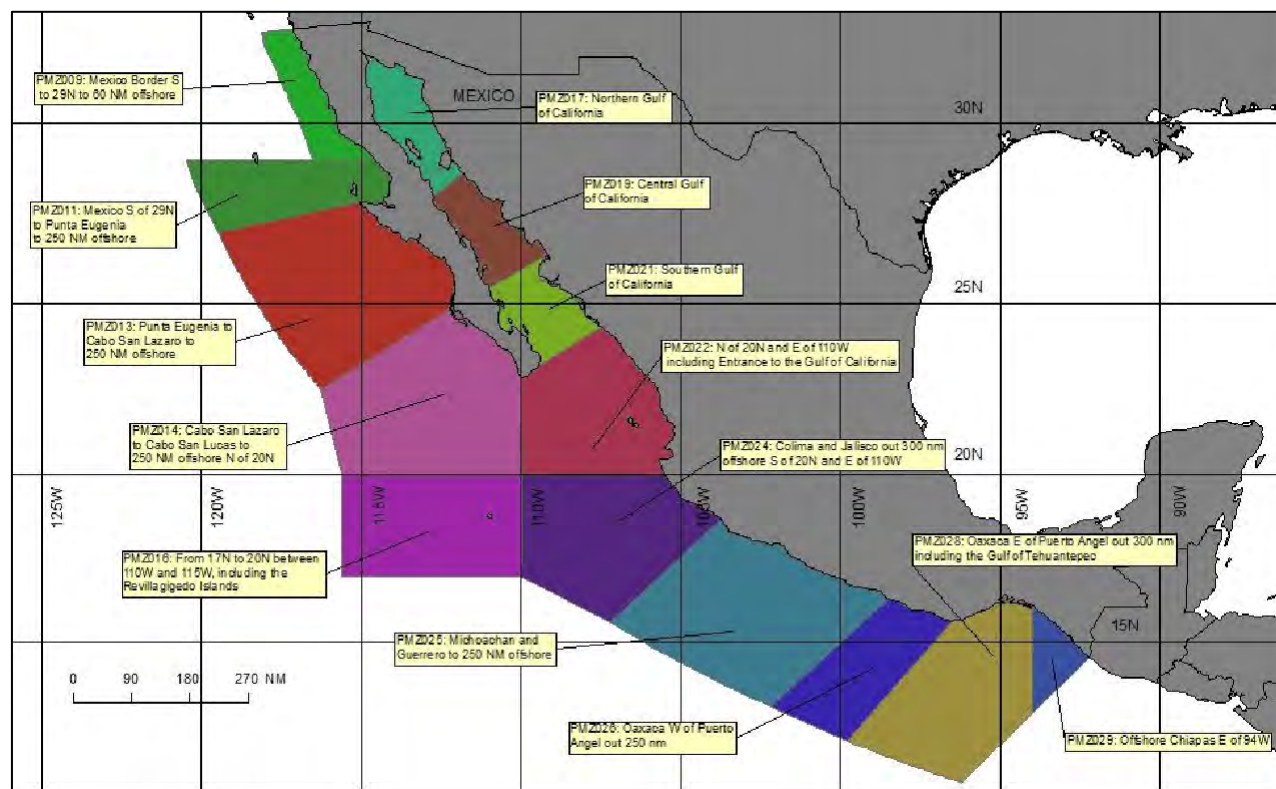 PMZ009: Mexico Border S
to 29N to 60 NM offshore
MEXICO
PMZ017: Northern Gulf
of California
30N
PMZ019: Central Gulf
of California
PMZ011: Mexico S of 29N
to Punta Eugenia
to 250 NM offshore
PMZ021: Southern Gulf
of California
25N
PMZ013: Punta Eugenia to
Cabo San Lazaro to
250 NM offshore
PMZ022: N of 20N and E of 110W
including Entrance to the Gulf of California
PMZ014: Cabo San Lazaro
to Cabo San Lucas to
250 NM offshore N of 20N
PMZ024: Colima and Jalisco out 300 nm
offshore S of 20N and E of 110W
20N
125W
120W
115W
110W
105W
100W
95W
90W
PMZ028: Oaxaca E of Puerto Angel out 300 nm
including the Gulf of Tehuantepec
PMZ016: From 17N to 20N between
110W and 115W, including the
Revillagigedo Islands
15N
PMZ025: Michoachan and
Guerrero to 250 NM offshore
0 90 180 270 NM
PMZ026: Oaxaca W of Puerto
Angel out 250 nm
PMZ029: Offshore Chiapas E of 94W